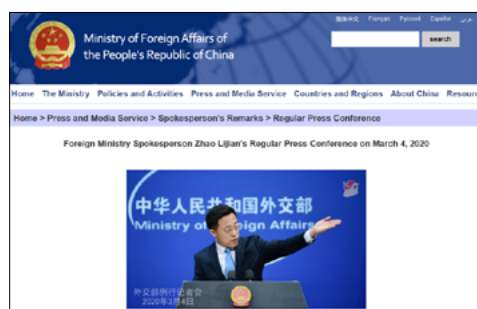 简体中文 Français Русский Español عربي
Ministry of Foreign Affairs of
the People's Republic of China
search
Home The Ministry Policies and Activities Press and Media Service Countries and Regions About China Resour
Home > Press and Media Service > Spokesperson's Remarks > Regular Press Conference
Foreign Ministry Spokesperson Zhao Lijian's Regular Press Conference on March 4, 2020
中华人民共和国外交部
Ministry of Foreign Affairs
外交部例行记者会
2020年3月4日